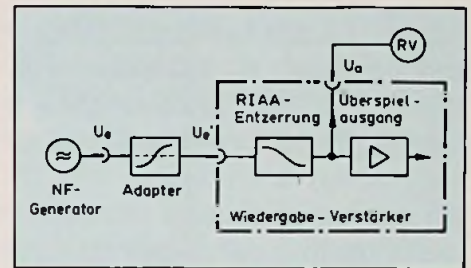 RV
Ua
RIAA-
Entzerrung
Überspiel-
ausgang
Ue
Ue'
≈
NF-
Generator
Adapter
Wiedergabe-Verstärker